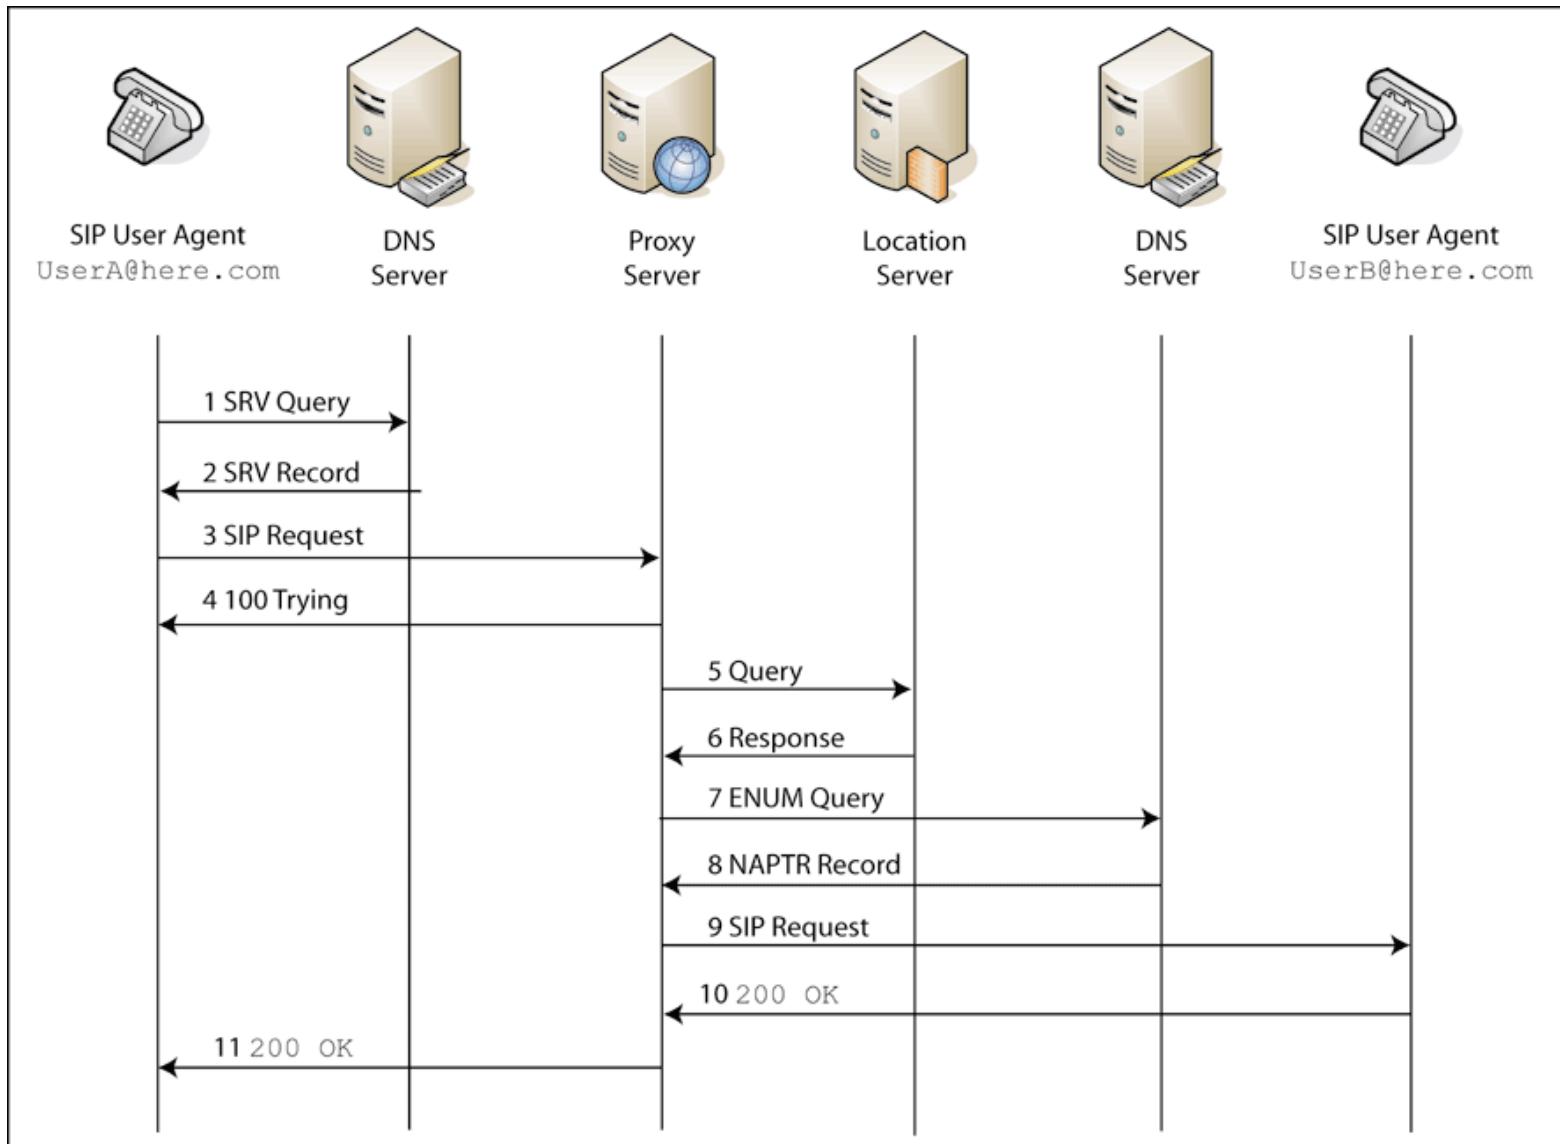 SIP User Agent
UserA@here.com
DNS
Server
Proxy
Server
Location
Server
DNS
Server
SIP User Agent
UserB@here.com
1 SRV Query
2 SRV Record
3 SIP Request
4 100 Trying
5 Query
6 Response
7 ENUM Query
8 NAPTR Record
9 SIP Request
10 200 OK
11 200 OK